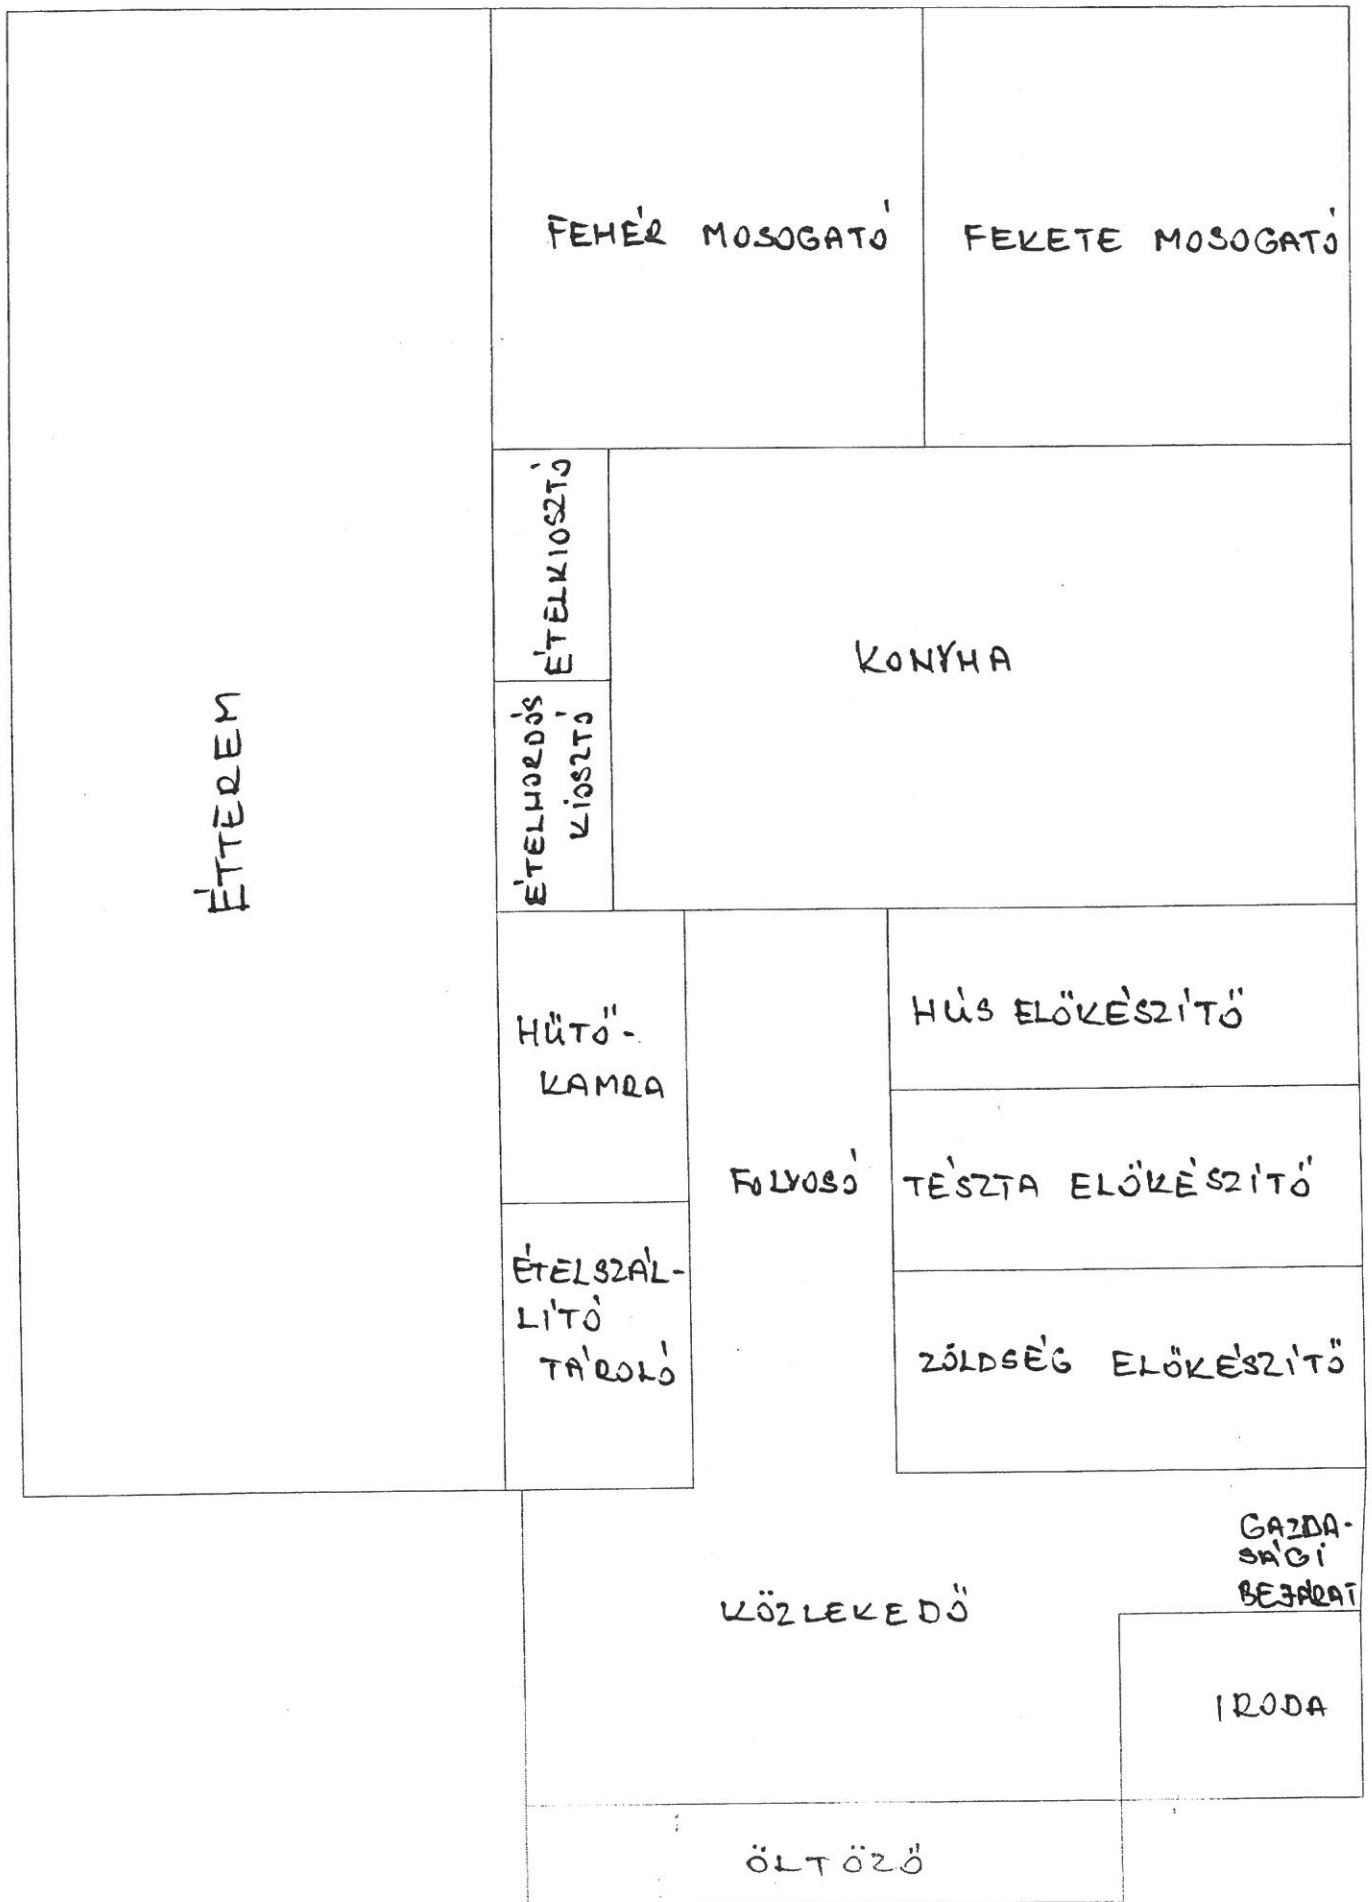 FEHÉR MOSOGATÓ
FEKETE MOSOGATÓ
ÉTELKIOSZTÓ
KONYHA
ÉTTEREM
ÉTELHORDÓS
KIOSZTÓ
HŰTŐ-
KAMRA
HÚS ELŐKÉSZÍTŐ
FOLYOSÓ
TÉSZTA ELŐKÉSZÍTŐ
ÉTELSZÁL-
LÍTÓ
TÁROLÓ
ZÖLDSÉG ELŐKÉSZÍTŐ
GAZDA-
SÁGI
BEJÁRAT
KÖZLEKEDŐ
IRODA
ÖLTÖZŐ